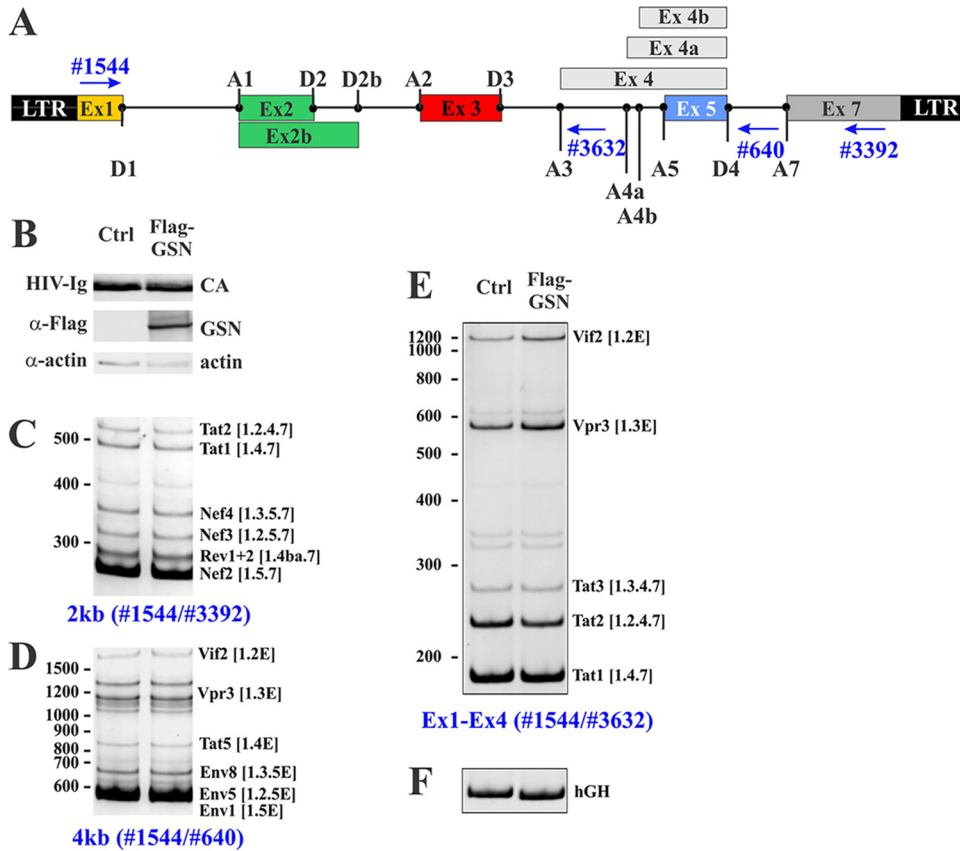 A
Ex 4b
Ex 4a
Ex 4
#1544
A1 D2 D2b A2 D3
LTR Ex1 Ex2 Ex 3 Ex 5 Ex 7 LTR
Ex2b
#3632 #640 #3392
D1 A3 A5 D4 A7
A4a
A4b
B
Ctrl Flag-GSN
HIV-Ig CA
α-Flag GSN
α-actin actin
C
500 - Tat2 [1.2.4.7]
Tat1 [1.4.7]
400 -
Nef4 [1.3.5.7]
Nef3 [1.2.5.7]
300 - Rev1+2 [1.4ba.7]
Nef2 [1.5.7]
2kb (#1544/#3392)
D
Vif2 [1.2E]
1500 -
1200 - Vpr3 [1.3E]
1000 -
900 -
800 - Tat5 [1.4E]
700 -
Env8 [1.3.5E]
600 - Env5 [1.2.5E]
Env1 [1.5E]
4kb (#1544/#640)
E
Ctrl Flag-GSN
1200 - Vif2 [1.2E]
1000 -
800 -
600 - Vpr3 [1.3E]
500 -
400 -
300 -
Tat3 [1.3.4.7]
Tat2 [1.2.4.7]
200 -
Tat1 [1.4.7]
Ex1-Ex4 (#1544/#3632)
F
hGH